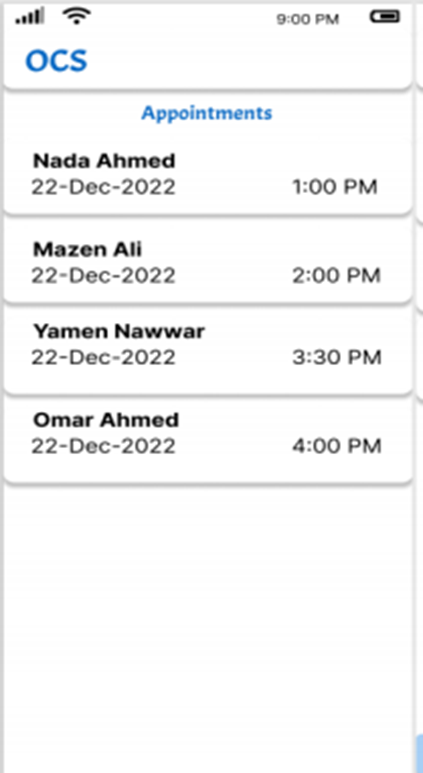 9:00 PM
OCS
Appointments
Nada Ahmed
22-Dec-2022 1:00 PM
Mazen Ali
22-Dec-2022 2:00 PM
Yamen Nawwar
22-Dec-2022 3:30 PM
Omar Ahmed
22-Dec-2022 4:00 PM